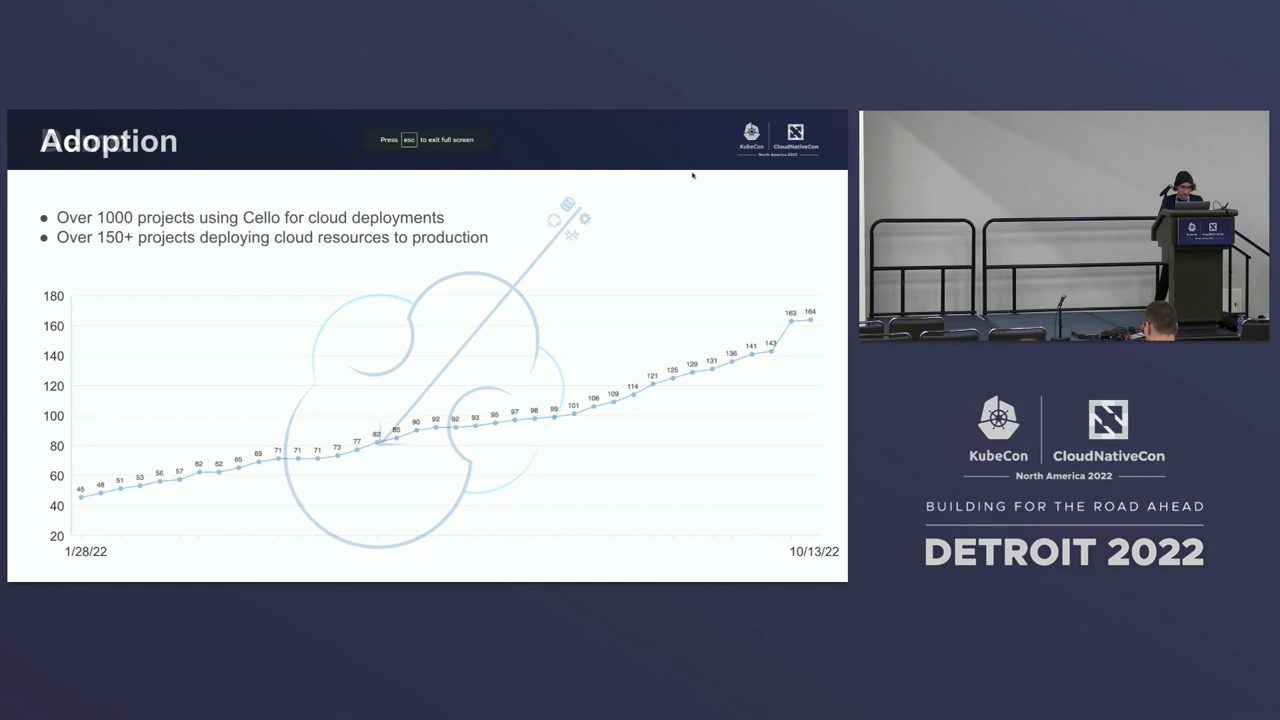 Adoption
Press esc to exit full screen
KubeCon
CloudNativeCon
North America 2022
● Over 1000 projects using Cello for cloud deployments
● Over 150+ projects deploying cloud resources to production
180
160
140
120
100
80
60
40
20
45 48 51 53 56 57 62 62 65 69 71 71 71 73 77 82 85 90 92 92 93 95 97 98 99 101 106 109 114 121 125 129 131 136 141 143 163 164
1/28/22
10/13/22
KubeCon
CloudNativeCon
North America 2022
BUILDING FOR THE ROAD AHEAD
DETROIT 2022